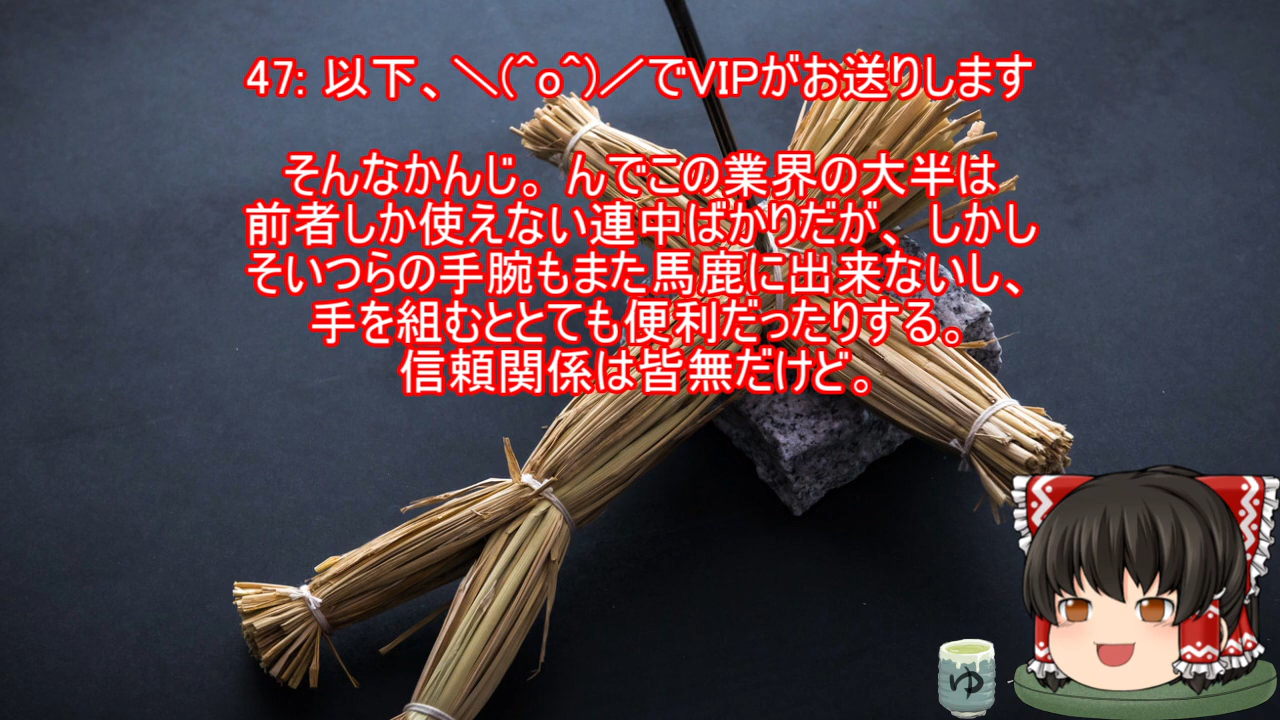 47: 以下、＼(^o^)／でVIPがお送りします
そんなかんじ。んでこの業界の大半は
前者しか使えない連中ばかりだが、しかし
そいつらの手腕もまた馬鹿に出来ないし、
手を組むととても便利だったりする。
信頼関係は皆無だけど。
ゆ